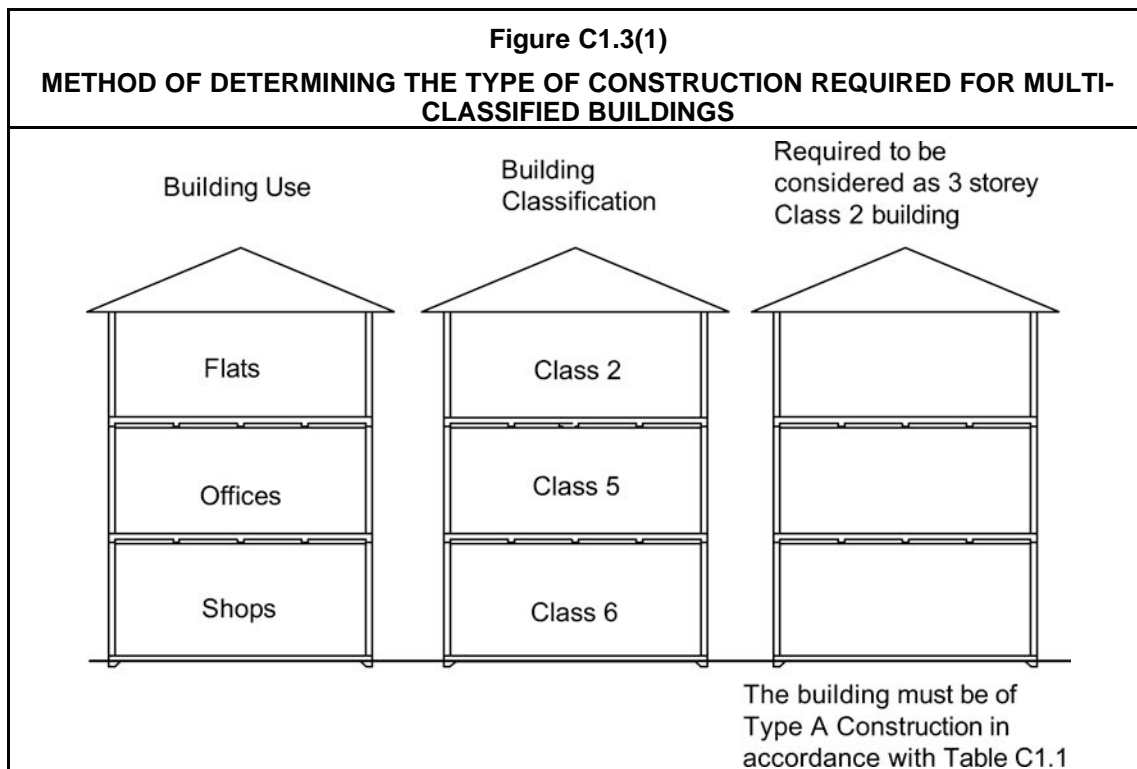 Figure C1.3(1)
METHOD OF DETERMINING THE TYPE OF CONSTRUCTION REQUIRED FOR MULTI-
CLASSIFIED BUILDINGS
Building Use
Building
Classification
Required to be
considered as 3 storey
Class 2 building
Flats
Class 2
Offices
Class 5
Shops
Class 6
The building must be of
Type A Construction in
accordance with Table C1.1